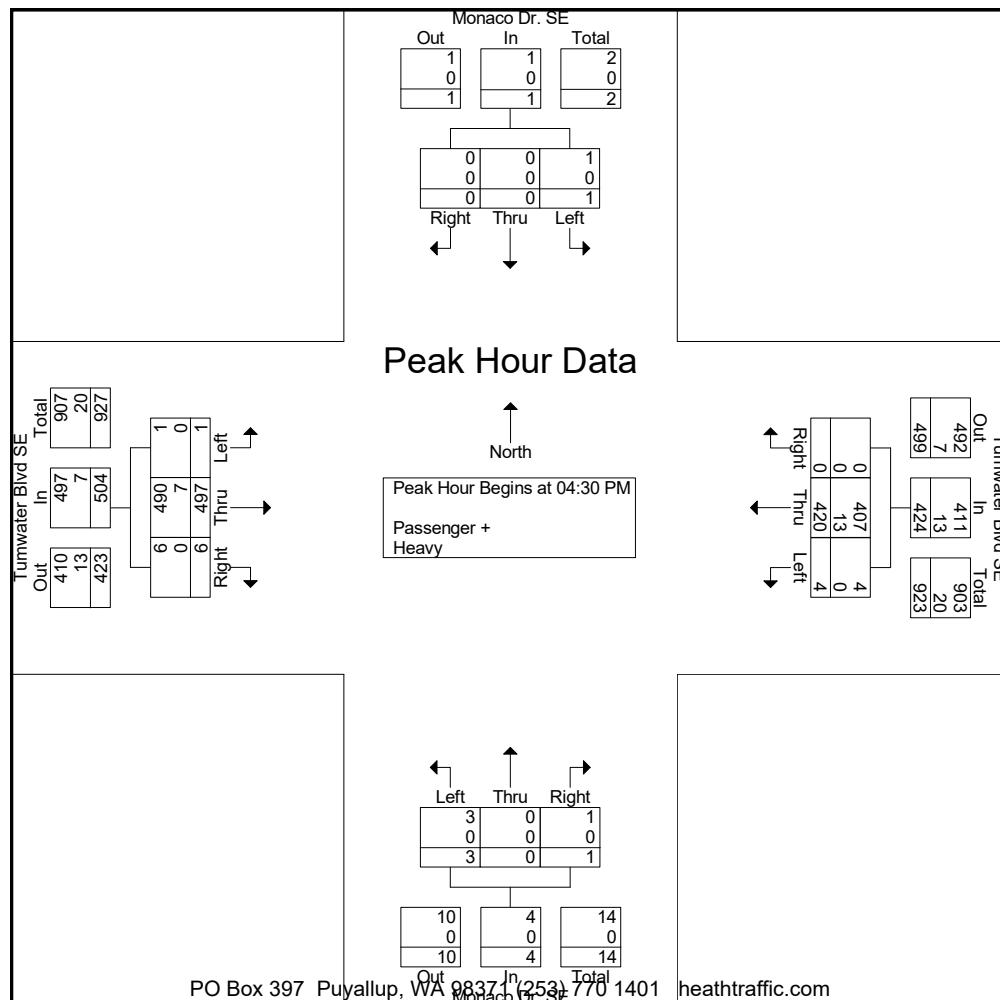 Monaco Dr. SE
Out In Total
1 1 2
0 0 0
1 1 2
0 0 1
0 0 0
0 0 1
Right Thru Left
Peak Hour Data
North
Peak Hour Begins at 04:30 PM
Passenger +
Heavy
Tumwater Blvd SE
Out In Total
410 497 907
13 7 20
423 504 927
Right Thru Left
6 490 1
0 7 0
6 497 1
Tumwater Blvd SE
Out In Total
492 411 903
7 13 20
499 424 923
0 407 4
0 13 0
0 420 4
Right Thru Left
Left Thru Right
3 0 1
0 0 0
3 0 1
10 4 14
0 0 0
10 4 14
Out In Total
Monaco Dr. SE
PO Box 397 Puyallup, WA 98371 (253) 770 1401 heathtraffic.com